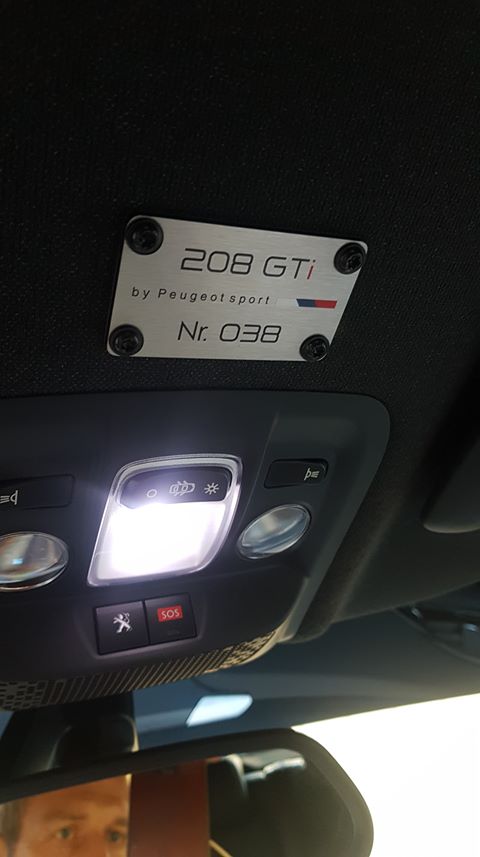 208 GTi
by Peugeot sport
Nr. 038
SOS